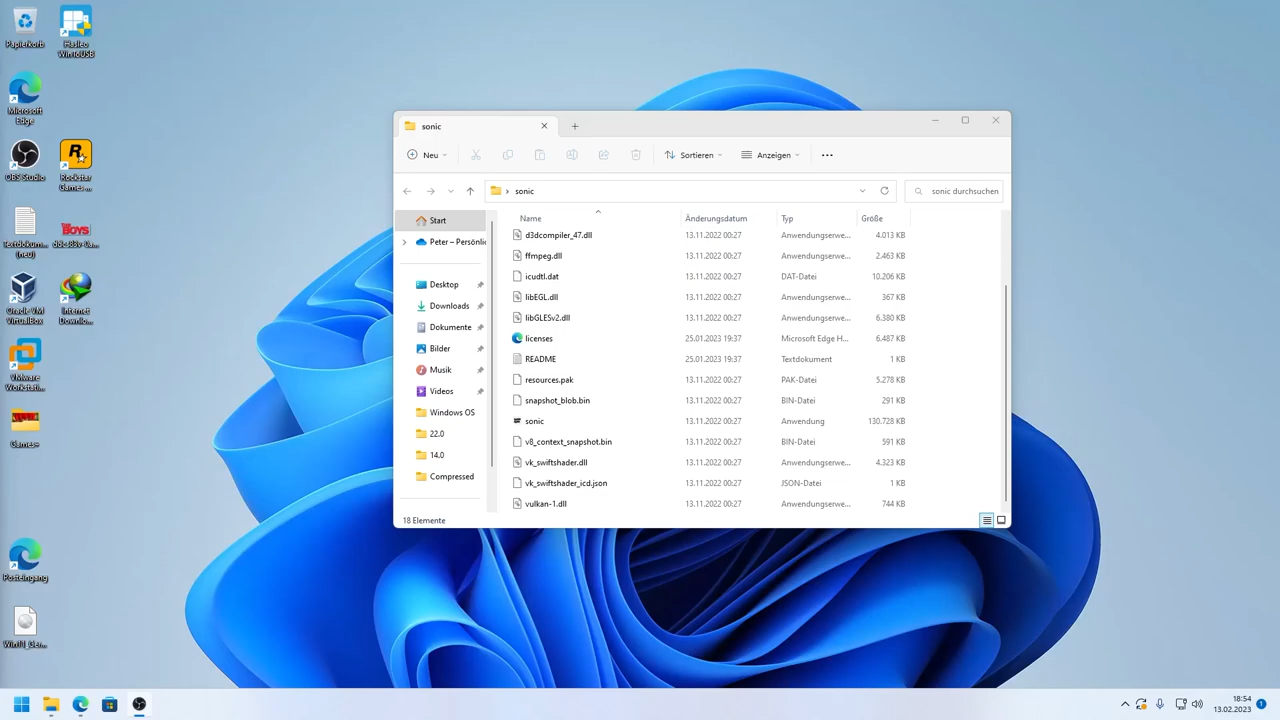 Papierkorb
Hasleo
WinToUSB
Microsoft
Edge
OBS Studio
Rockstar
Games ...
Textdokum...
(neu)
Oracle VM
VirtualBox
Internet
Downlo...
VMware
Workstati...
Games+
Posteingang
sonic
Neu
Sortieren
Anzeigen
sonic
sonic durchsuchen
Start
Peter – Persönlic
Desktop
Downloads
Dokumente
Bilder
Musik
Videos
Windows OS
22.0
14.0
Compressed
Name Änderungsdatum Typ Größe
d3dcompiler_47.dll 13.11.2022 00:27 Anwendungserwe... 4.013 KB
ffmpeg.dll 13.11.2022 00:27 Anwendungserwe... 2.463 KB
icudtl.dat 13.11.2022 00:27 DAT-Datei 10.206 KB
libEGL.dll 13.11.2022 00:27 Anwendungserwe... 367 KB
libGLESv2.dll 13.11.2022 00:27 Anwendungserwe... 6.380 KB
licenses 25.01.2023 19:37 Microsoft Edge H... 6.487 KB
README 25.01.2023 19:37 Textdokument 1 KB
resources.pak 13.11.2022 00:27 PAK-Datei 5.278 KB
snapshot_blob.bin 13.11.2022 00:27 BIN-Datei 291 KB
sonic 13.11.2022 00:27 Anwendung 130.728 KB
v8_context_snapshot.bin 13.11.2022 00:27 BIN-Datei 591 KB
vk_swiftshader.dll 13.11.2022 00:27 Anwendungserwe... 4.323 KB
vk_swiftshader_icd.json 13.11.2022 00:27 JSON-Datei 1 KB
vulkan-1.dll 13.11.2022 00:27 Anwendungserwe... 744 KB
18 Elemente
18:54
13.02.2023
1